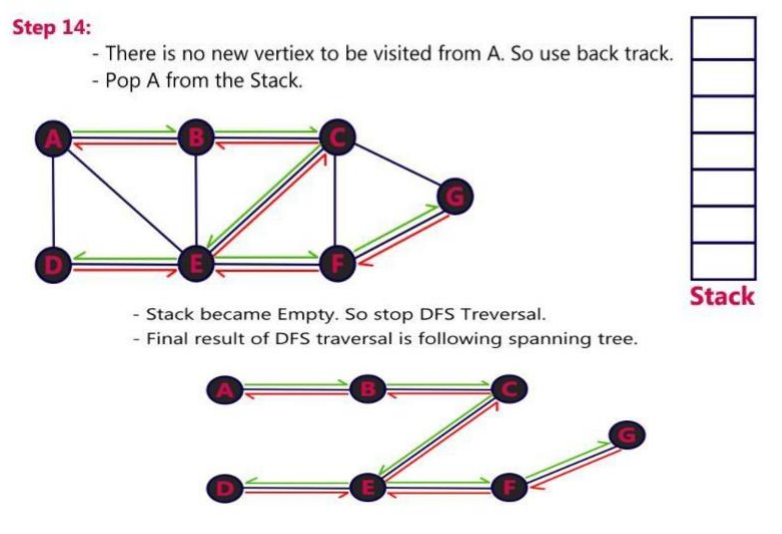 Step 14:
- There is no new vertiex to be visited from A. So use back track.
- Pop A from the Stack.
A B C
G
D E F
Stack
- Stack became Empty. So stop DFS Treversal.
- Final result of DFS traversal is following spanning tree.
A B C
G
D E F